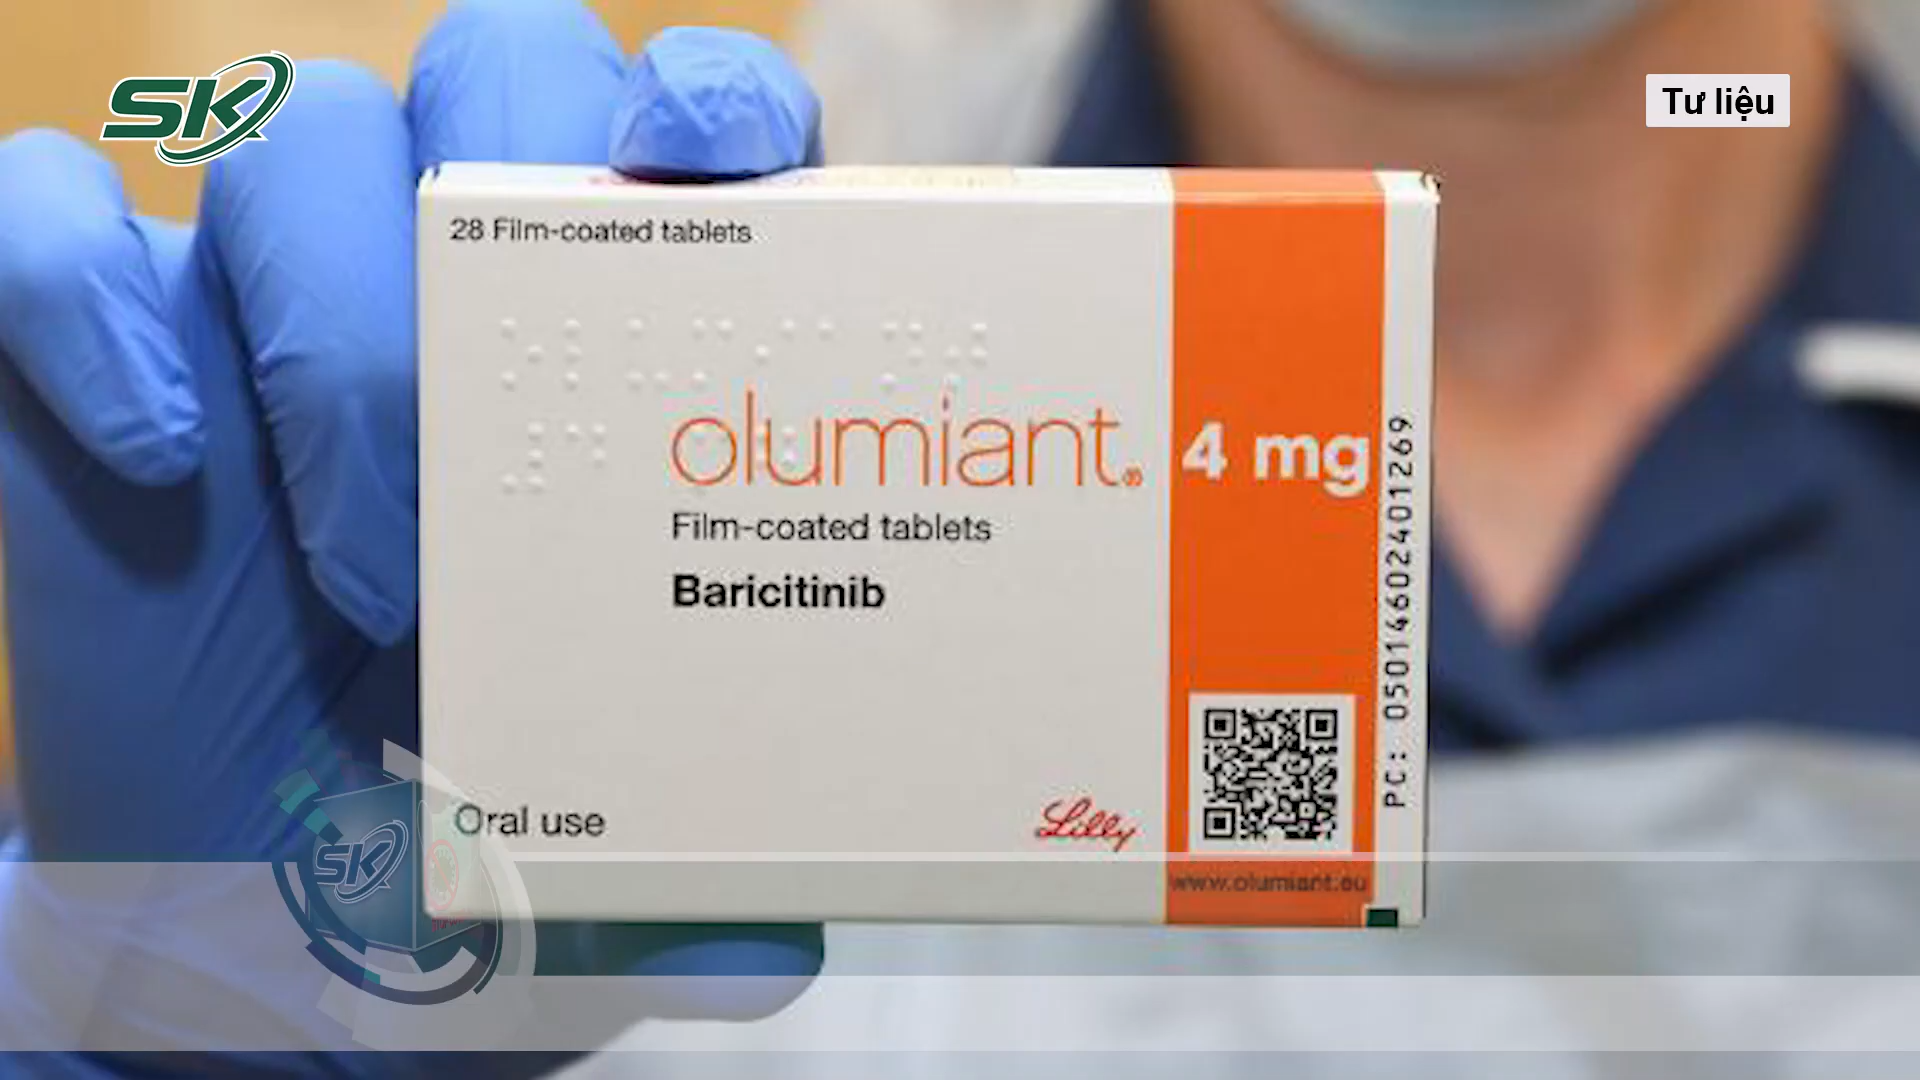 SK
Tư liệu
28 Film-coated tablets
olumiant®
4 mg
Film-coated tablets
Baricitinib
PC: 05014602401269
Oral use
Lilly
SK
www.olumiant.eu